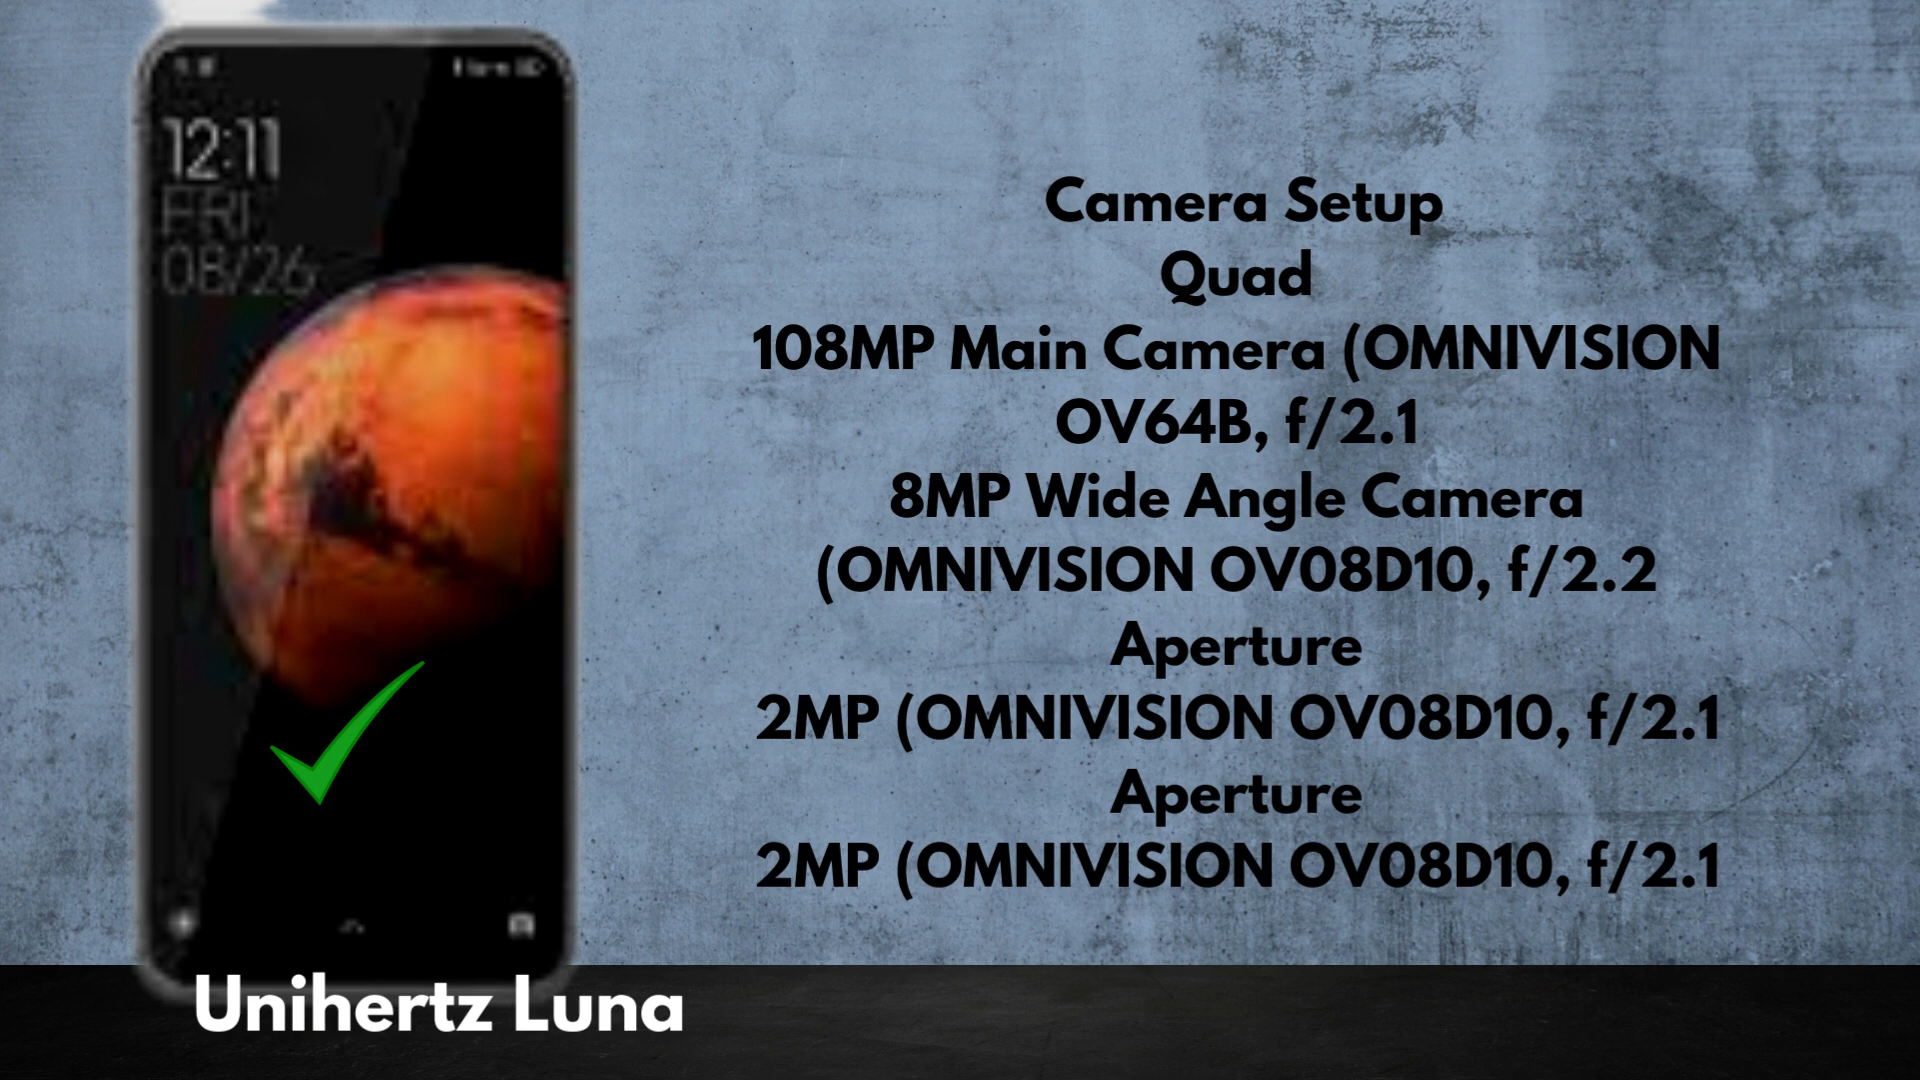 12:11
FRI
08/26
Camera Setup
Quad
108MP Main Camera (OMNIVISION
OV64B, f/2.1
8MP Wide Angle Camera
(OMNIVISION OV08D10, f/2.2
Aperture
2MP (OMNIVISION OV08D10, f/2.1
Aperture
2MP (OMNIVISION OV08D10, f/2.1
Unihertz Luna